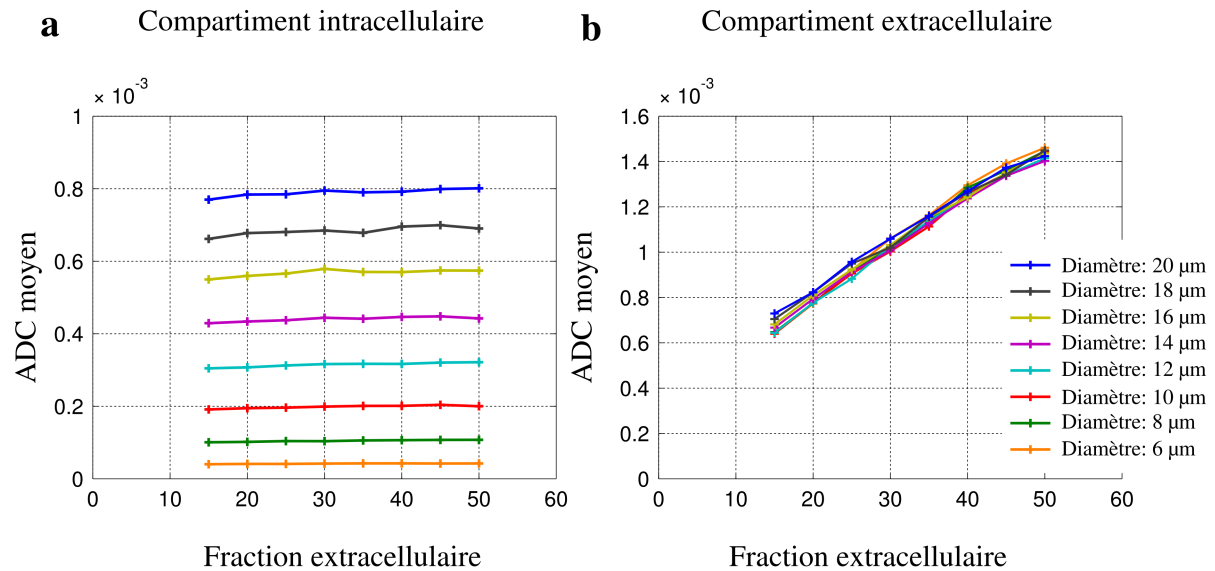 a
Compartiment intracellulaire
× 10⁻³
1
0.8
0.6
0.4
0.2
0
0 10 20 30 40 50 60
ADC moyen
Fraction extracellulaire
b
Compartiment extracellulaire
× 10⁻³
1.6
1.4
1.2
1
0.8
0.6
0.4
0.2
0
0 10 20 30 40 50 60
ADC moyen
Fraction extracellulaire
Diamètre: 20 µm
Diamètre: 18 µm
Diamètre: 16 µm
Diamètre: 14 µm
Diamètre: 12 µm
Diamètre: 10 µm
Diamètre: 8 µm
Diamètre: 6 µm